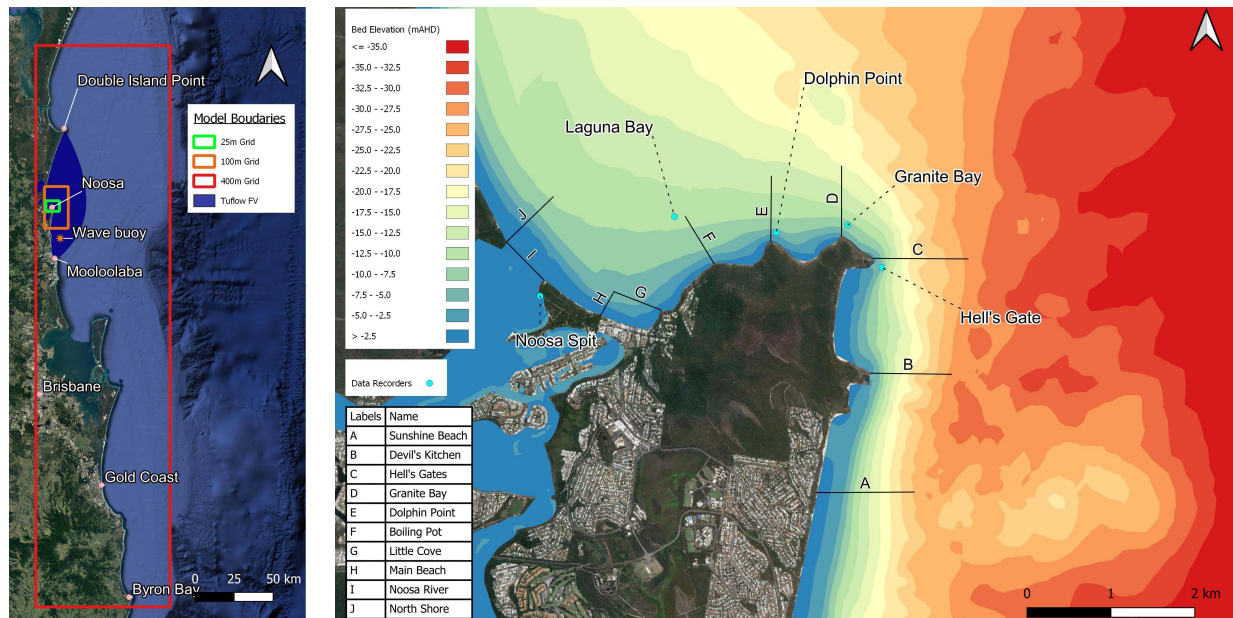 Double Island Point
Model Boudaries
25m Grid
100m Grid
400m Grid
Tuflow FV
Noosa
Wave buoy
Mooloolaba
Brisbane
Gold Coast
Byron Bay
0 25 50 km
Bed Elevation (mAHD)
<= -35.0
-35.0 - -32.5
-32.5 - -30.0
-30.0 - -27.5
-27.5 - -25.0
-25.0 - -22.5
-22.5 - -20.0
-20.0 - -17.5
-17.5 - -15.0
-15.0 - -12.5
-12.5 - -10.0
-10.0 - -7.5
-7.5 - -5.0
-5.0 - -2.5
> -2.5
Data Recorders
Labels Name
A Sunshine Beach
B Devil's Kitchen
C Hell's Gates
D Granite Bay
E Dolphin Point
F Boiling Pot
G Little Cove
H Main Beach
I Noosa River
J North Shore
Dolphin Point
Laguna Bay
Granite Bay
J
E
D
F
I
C
H
G
Hell's Gate
Noosa Spit
B
A
0 1 2 km